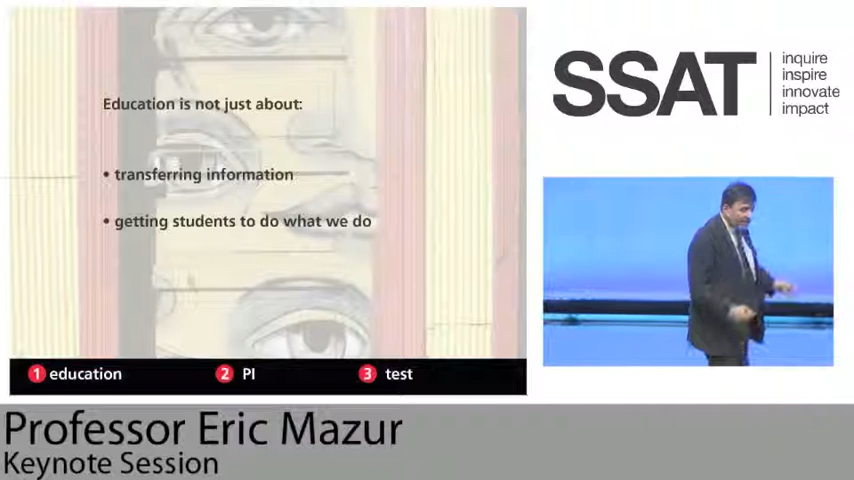 Education is not just about:
• transferring information
• getting students to do what we do
1 education
2 PI
3 test
SSAT
inquire
inspire
innovate
impact
Professor Eric Mazur
Keynote Session